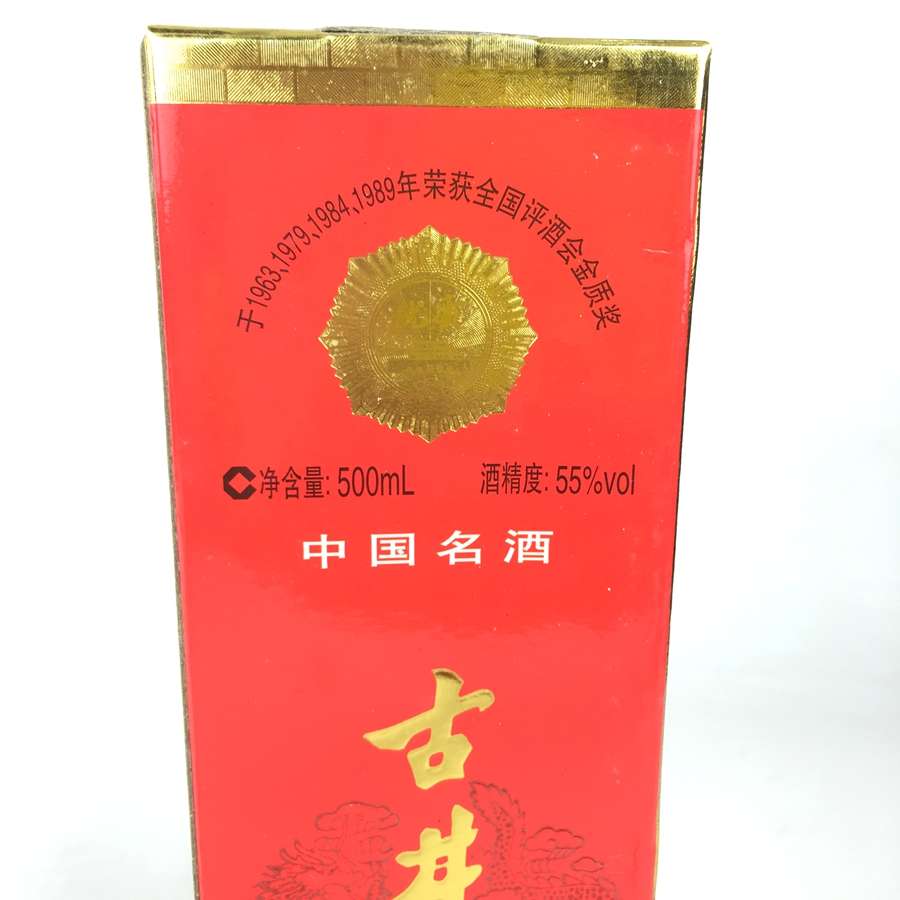 于1963、1979、1984、1989年荣获全国评酒会金质奖
净含量: 500mL 酒精度: 55%vol
中国名酒
古井